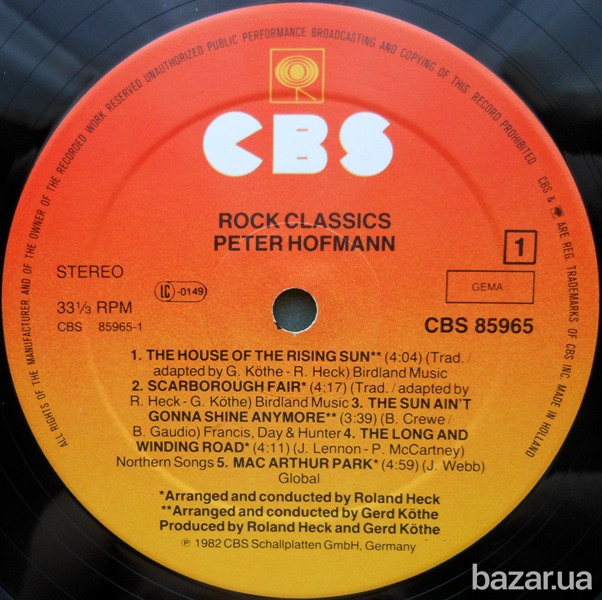 ALL RIGHTS OF THE MANUFACTURER AND OF THE OWNER OF THE RECORDED WORK RESERVED UNAUTHORIZED PUBLIC PERFORMANCE BROADCASTING AND COPYING OF THIS RECORD PROHIBITED
CBS & ARE REG. TRADEMARKS OF CBS INC. MADE IN HOLLAND
CBS
ROCK CLASSICS
PETER HOFMANN
1
STEREO
LC -0149
GEMA
33⅓ RPM
CBS 85965-1
CBS 85965
1. THE HOUSE OF THE RISING SUN** (4:04) (Trad. /
adapted by G. Köthe - R. Heck) Birdland Music
2. SCARBOROUGH FAIR* (4:17) (Trad. / adapted by
R. Heck - G. Köthe) Birdland Music 3. THE SUN AIN'T
GONNA SHINE ANYMORE** (3:39) (B. Crewe /
B. Gaudio) Francis, Day & Hunter 4. THE LONG AND
WINDING ROAD* (4:11) (J. Lennon - P. McCartney)
Northern Songs 5. MAC ARTHUR PARK* (4:59) (J. Webb)
Global
*Arranged and conducted by Roland Heck
**Arranged and conducted by Gerd Köthe
Produced by Roland Heck and Gerd Köthe
℗ 1982 CBS Schallplatten GmbH, Germany
bazar.ua